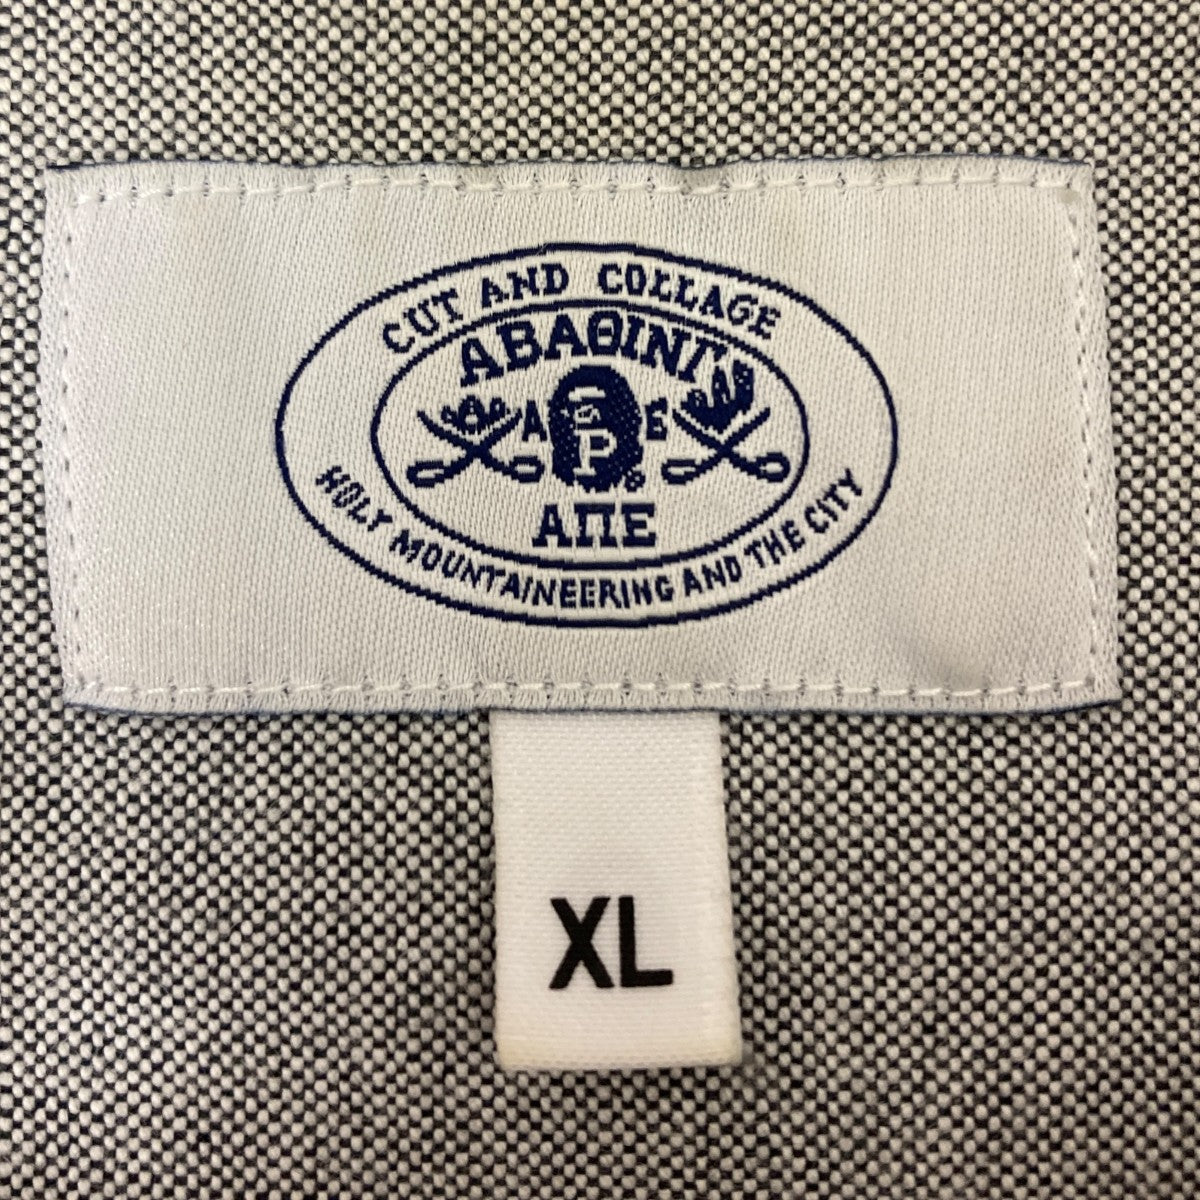 CUT AND COLLAGE
ΑΒΑΘΙΝΓ
A P E
®
ΑΠΕ
HOLY MOUNTAINEERING AND THE CITY
XL